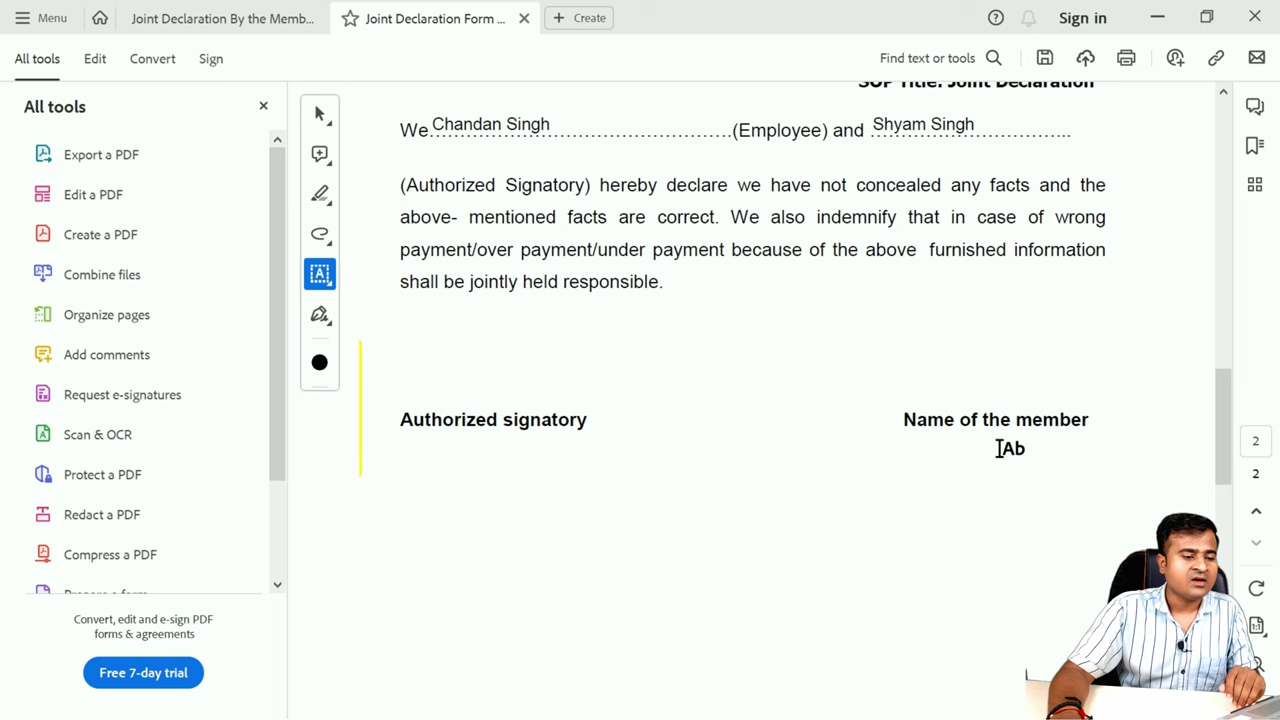 Menu
Joint Declaration By the Memb...
Joint Declaration Form ...
Create
Sign in
All tools
Edit
Convert
Sign
Find text or tools
All tools
Export a PDF
Edit a PDF
Create a PDF
Combine files
Organize pages
Add comments
Request e-signatures
Scan & OCR
Protect a PDF
Redact a PDF
Compress a PDF
Convert, edit and e-sign PDF
forms & agreements
Free 7-day trial
SOP Title: Joint Declaration
We Chandan Singh (Employee) and Shyam Singh
(Authorized Signatory) hereby declare we have not concealed any facts and the
above- mentioned facts are correct. We also indemnify that in case of wrong
payment/over payment/under payment because of the above furnished information
shall be jointly held responsible.
Authorized signatory
Name of the member
Ab
2
2